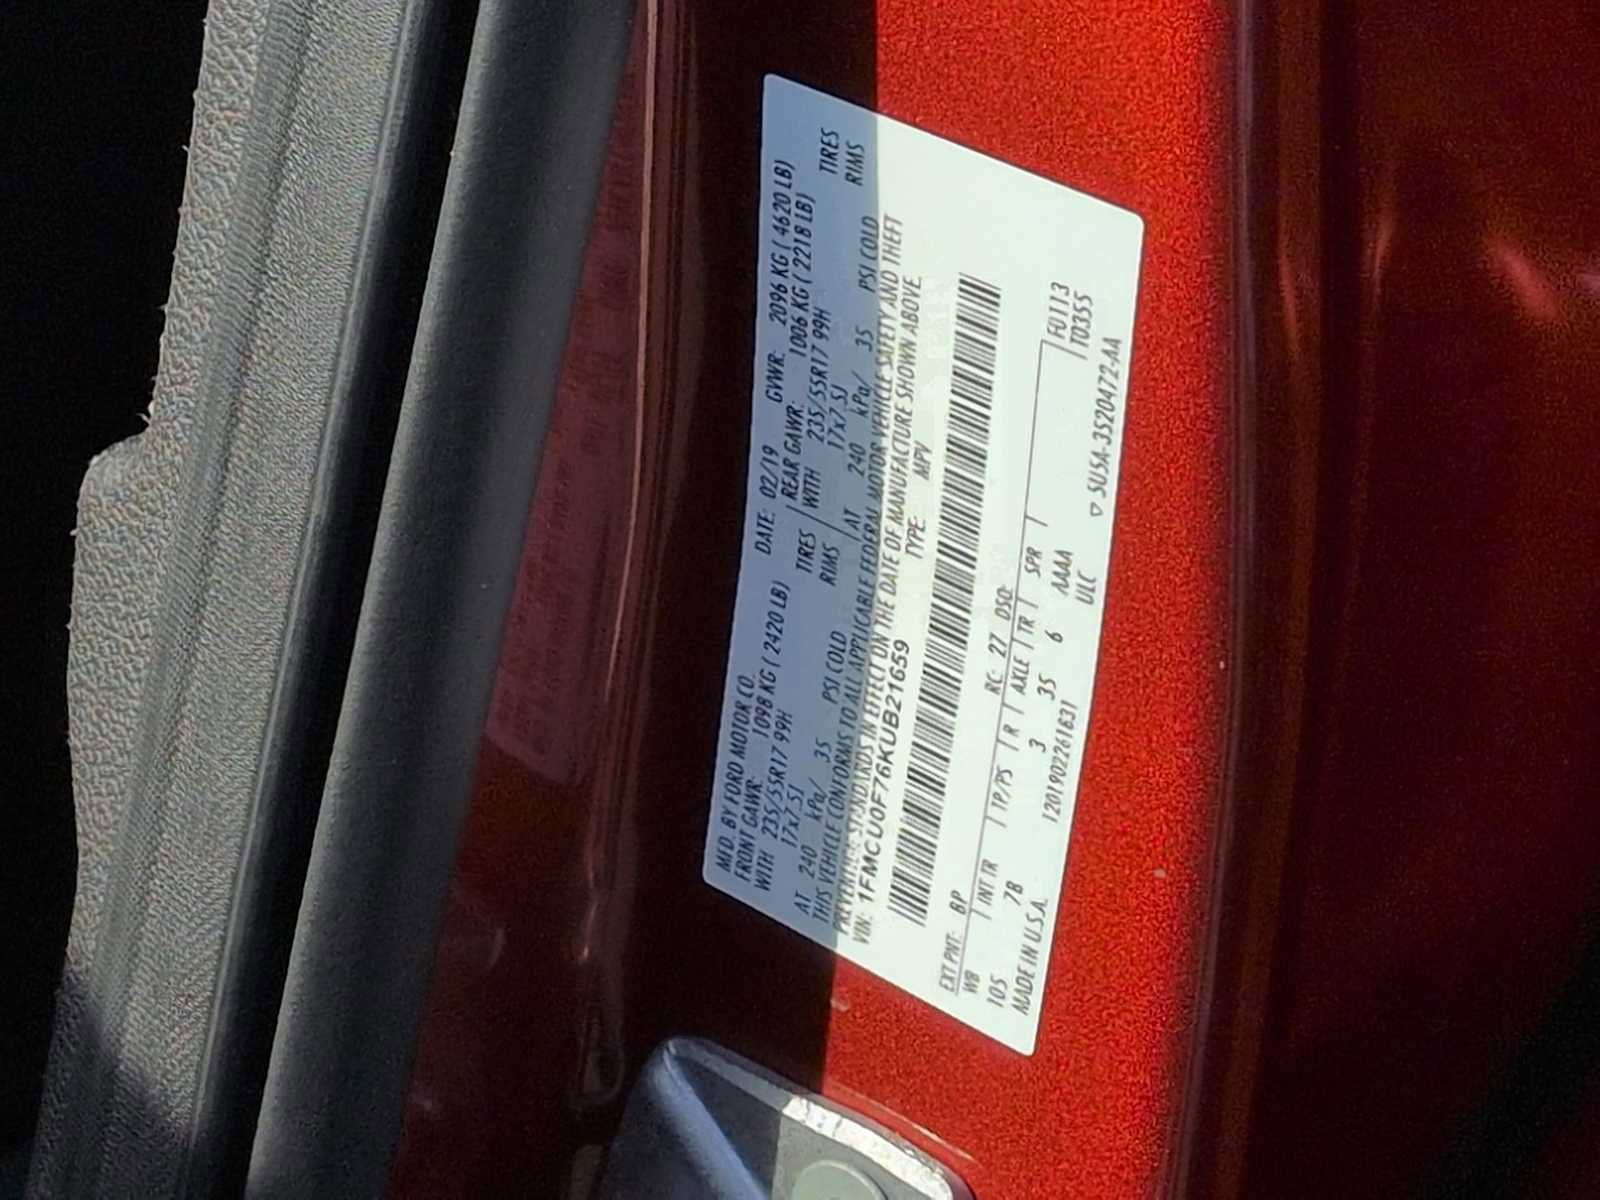 MFD. BY FORD MOTOR CO. DATE: 02/19 GVWR: 2096 KG ( 4620 LB)
FRONT GAWR: 1098 KG ( 2420 LB) REAR GAWR: 1006 KG ( 2218 LB)
WITH 235/55R17 99H TIRES WITH 235/55R17 99H TIRES
17x7.5J RIMS 17x7.5J RIMS
AT 240 kPa/ 35 PSI COLD AT 240 kPa/ 35 PSI COLD
THIS VEHICLE CONFORMS TO ALL APPLICABLE FEDERAL MOTOR VEHICLE SAFETY AND THEFT
PREVENTION STANDARDS IN EFFECT ON THE DATE OF MANUFACTURE SHOWN ABOVE.
VIN: 1FMCU0F76KUB21659 TYPE: MPV
EXT PNT: RC: 27 DSO:
WB INT TR TP/PS R AXLE TR SPR F0113
105 7B 3 35 6 AAAA T0355
MADE IN U.S.A. 1201902261631 ULC ▽ SUSA-3520472-AA